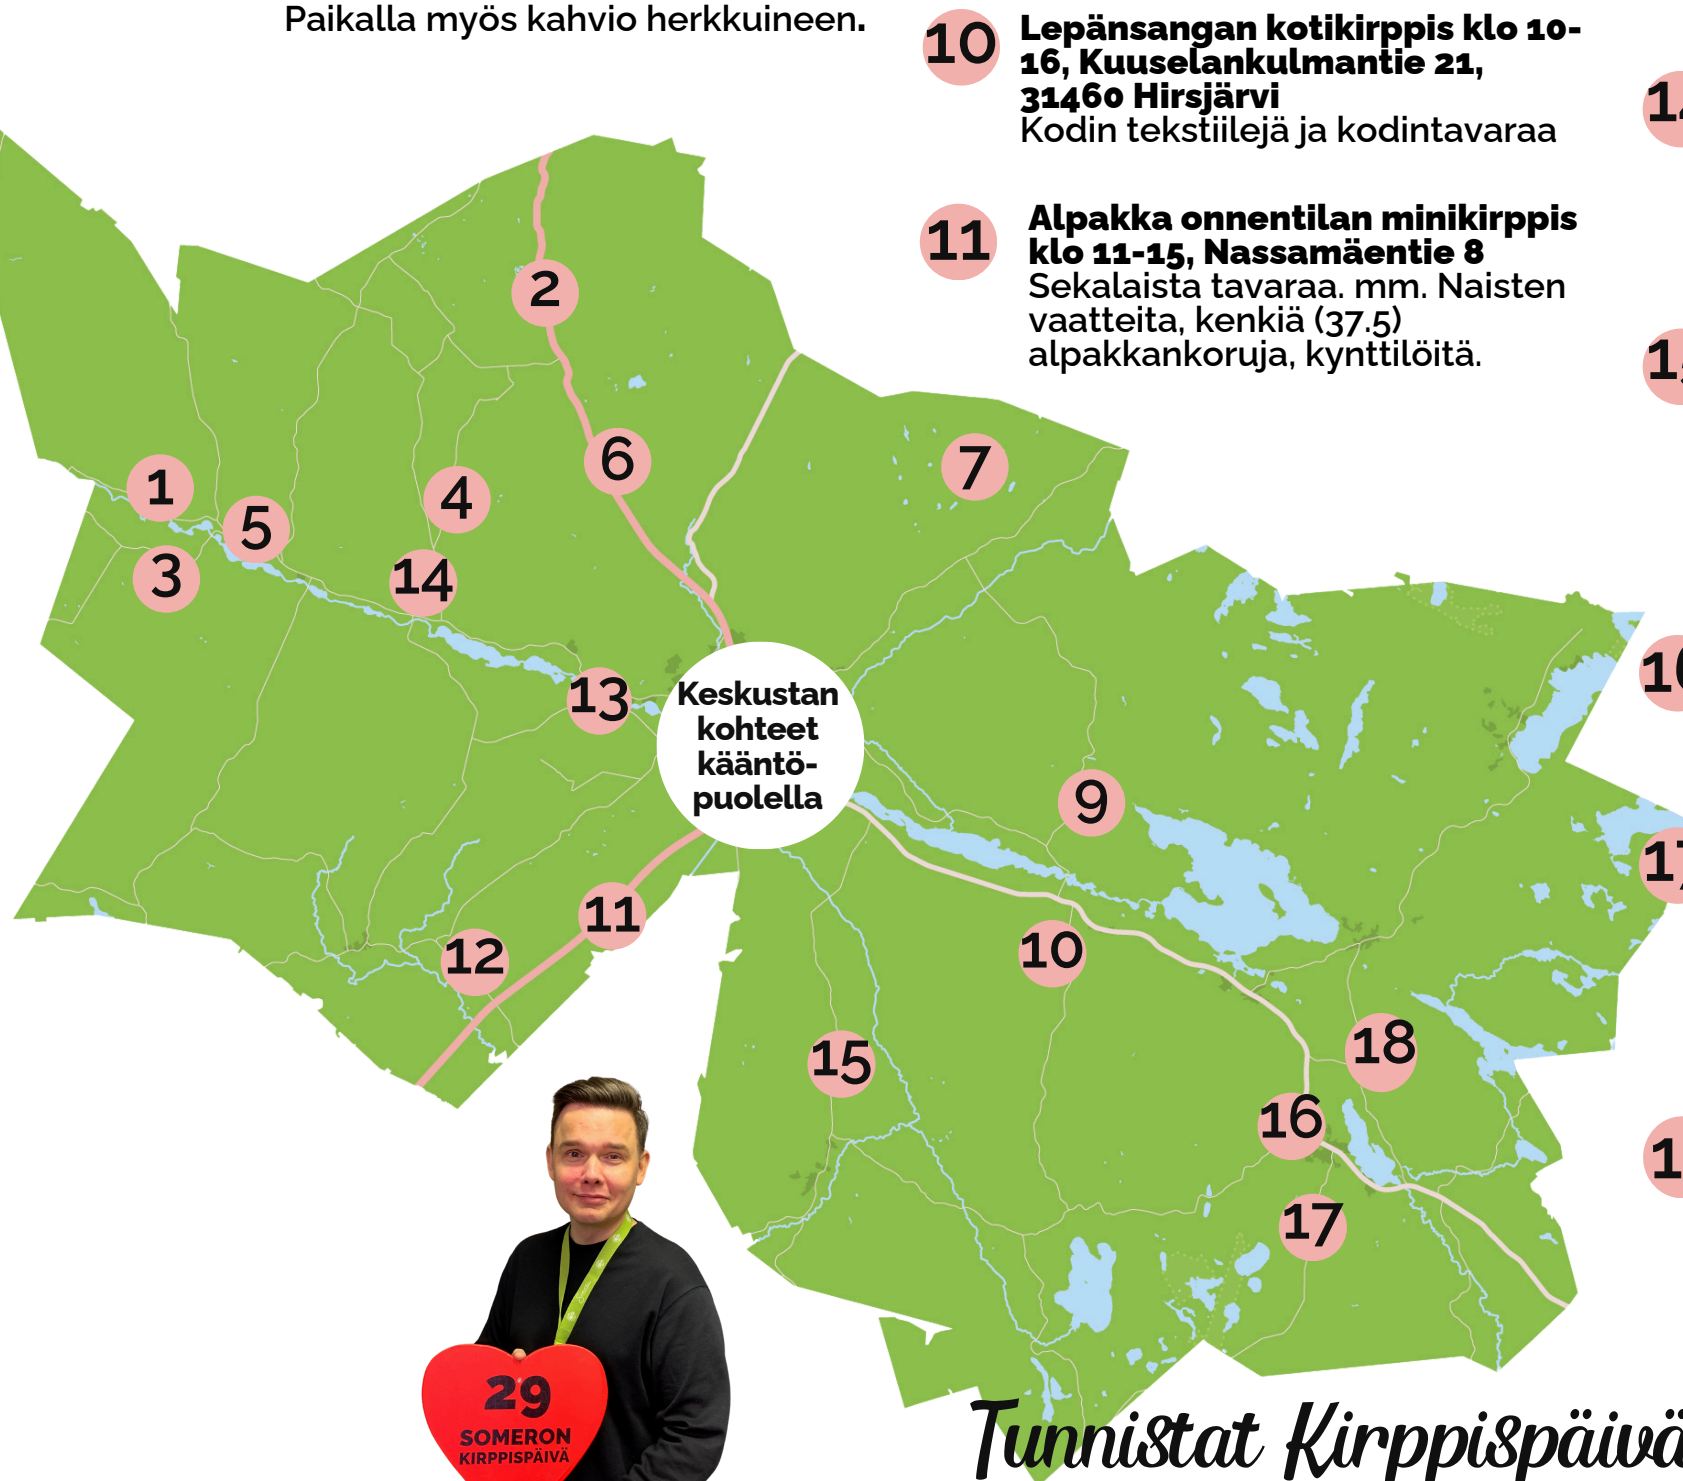 Paikalla myös kahvio herkkuineen.
10
Lepänsangan kotikirppis klo 10-
16, Kuuselankulmantie 21,
31460 Hirsjärvi
Kodin tekstiilejä ja kodintavaraa
11
Alpakka onnentilan minikirppis
klo 11-15, Nassamäentie 8
Sekalaista tavaraa. mm. Naisten
vaatteita, kenkiä (37.5)
alpakkankoruja, kynttilöitä.
2
6
7
1
5
4
3
14
13
Keskustan
kohteet
kääntö-
puolella
9
11
12
10
15
18
16
17
16
17
29
SOMERON
KIRPPISPÄIVÄ
Tunnistat Kirppispäivä